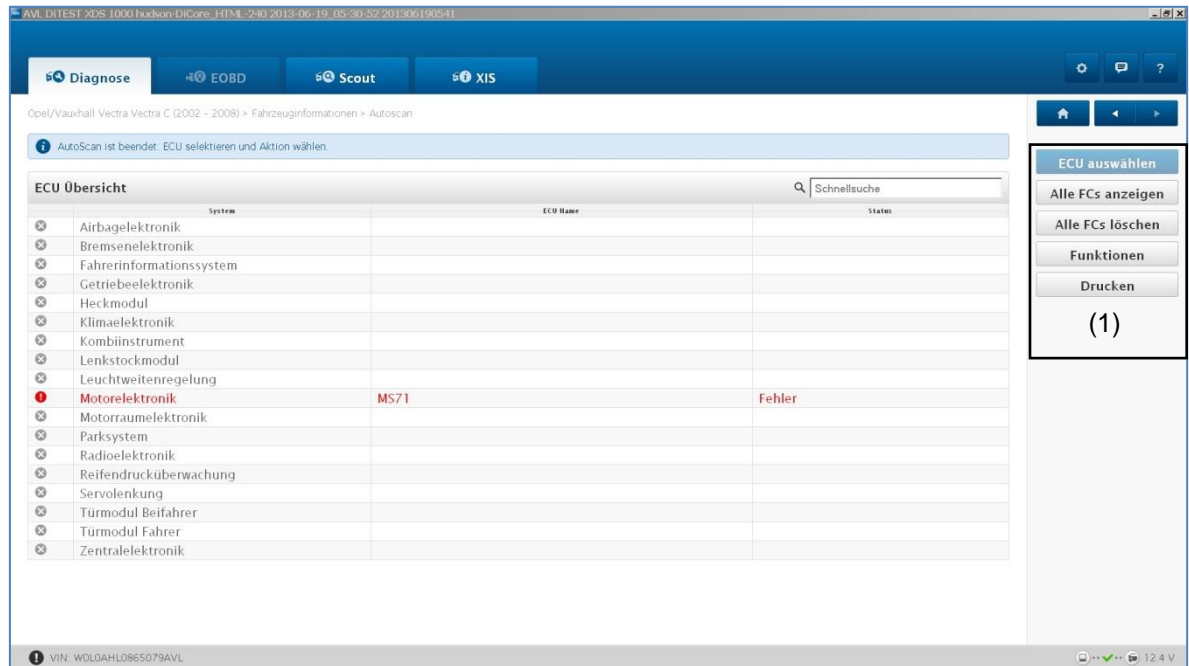 AVL DiTEST XDS 1000 hudson-DiCore_HTML-240 2013-06-19_05-30-52 201306190541
Diagnose
EOBD
Scout
XIS
?
Opel/Vauxhall Vectra Vectra C (2002 - 2008) > Fahrzeuginformationen > Autoscan
AutoScan ist beendet. ECU selektieren und Aktion wählen.
ECU Übersicht
Schnellsuche
System ECU Name Status
Airbagelektronik
Bremsenelektronik
Fahrerinformationssystem
Getriebeelektronik
Heckmodul
Klimaelektronik
Kombiinstrument
Lenkstockmodul
Leuchtweitenregelung
Motorelektronik MS71 Fehler
Motorraumelektronik
Parksystem
Radioelektronik
Reifendrucküberwachung
Servolenkung
Türmodul Beifahrer
Türmodul Fahrer
Zentralelektronik
ECU auswählen
Alle FCs anzeigen
Alle FCs löschen
Funktionen
Drucken
(1)
VIN: W0L0AHL0865079AVL
12.4 V